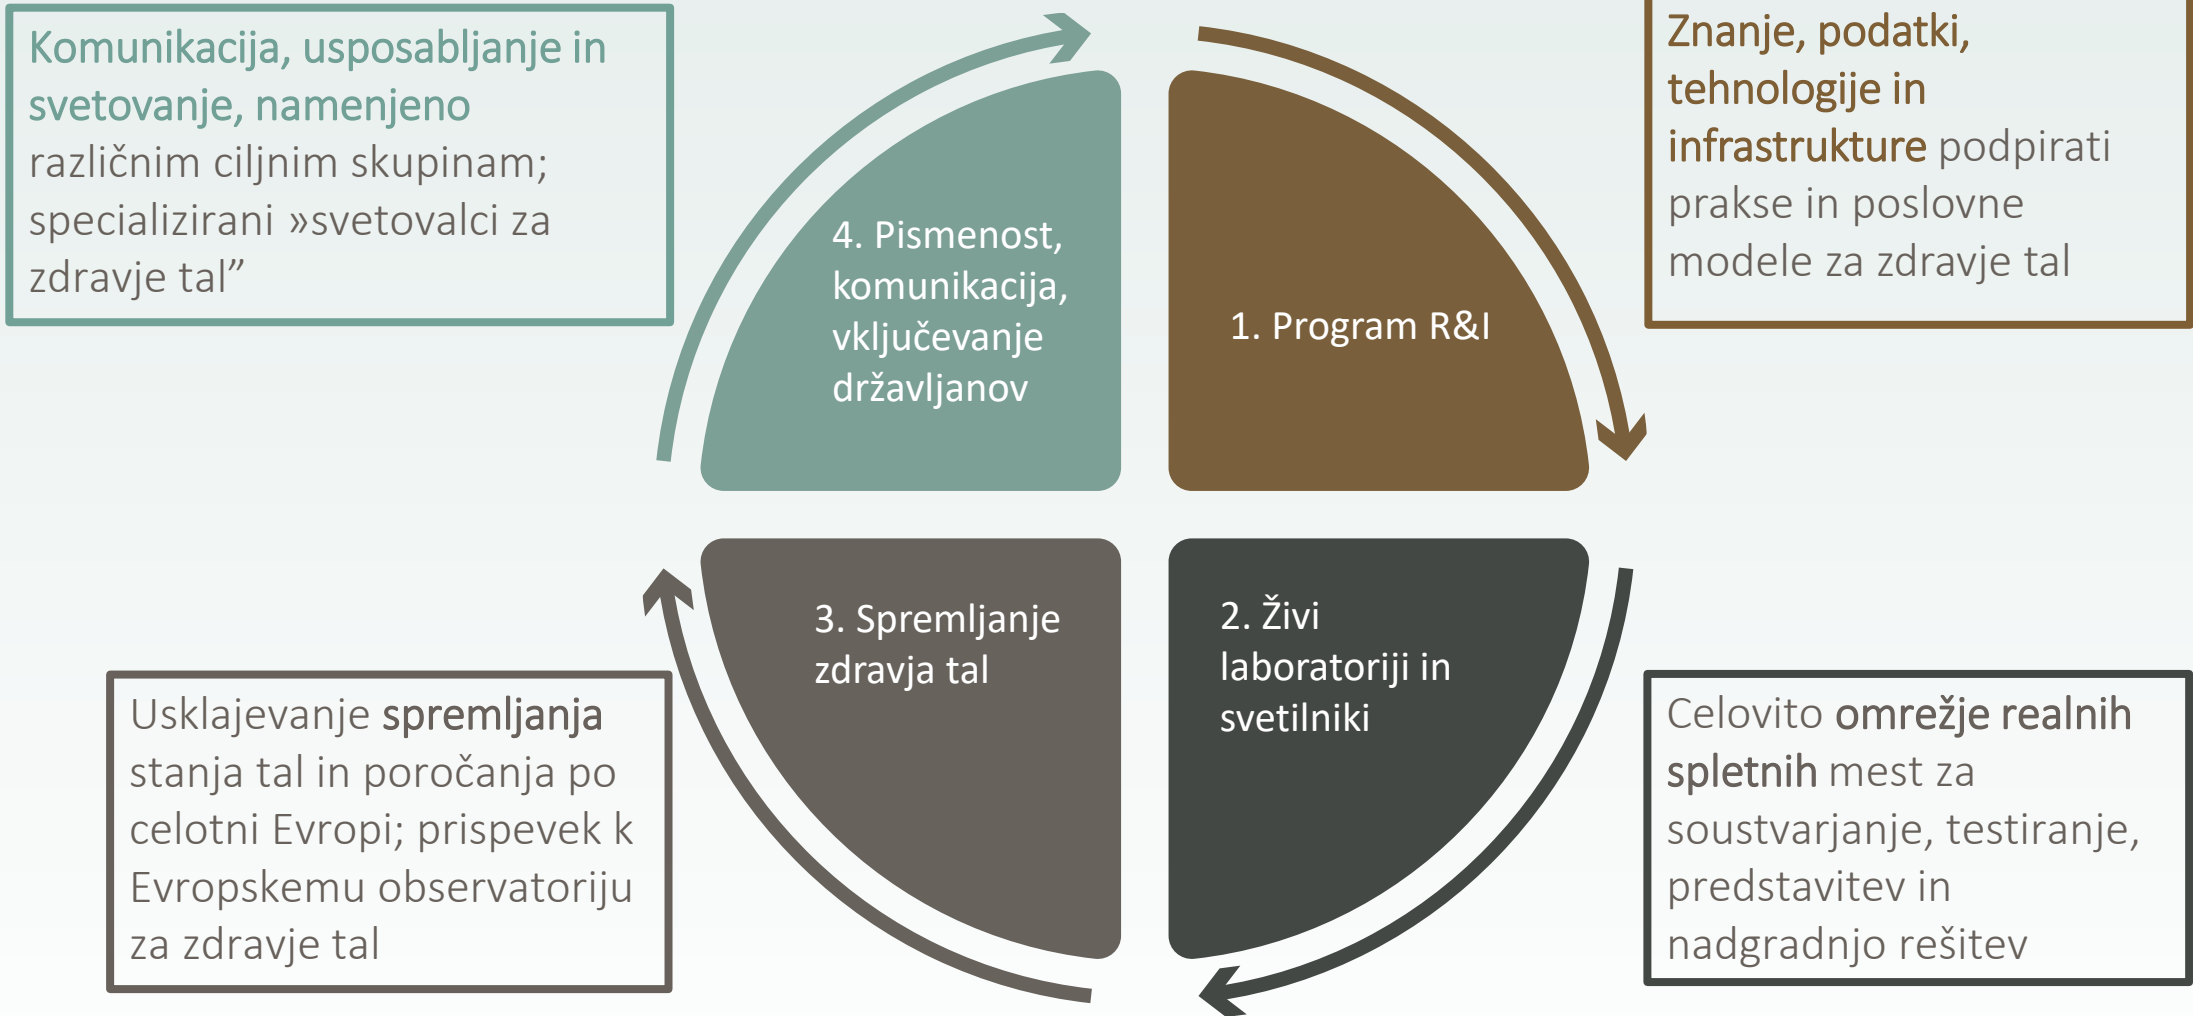 Komunikacija, usposabljanje in
svetovanje, namenjeno
različnim ciljnim skupinam;
specializirani »svetovalci za
zdravje tal”
Znanje, podatki,
tehnologije in
infrastrukture podpirati
prakse in poslovne
modele za zdravje tal
4. Pismenost,
komunikacija,
vključevanje
državljanov
1. Program R&I
3. Spremljanje
zdravja tal
2. Živi
laboratoriji in
svetilniki
Usklajevanje spremljanja
stanja tal in poročanja po
celotni Evropi; prispevek k
Evropskemu observatoriju
za zdravje tal
Celovito omrežje realnih
spletnih mest za
soustvarjanje, testiranje,
predstavitev in
nadgradnjo rešitev